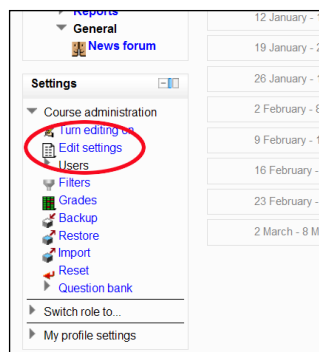 Reports
General
News forum
Settings
Course administration
Turn editing on
Edit settings
Users
Filters
Grades
Backup
Restore
Import
Reset
Question bank
Switch role to...
My profile settings
12 January -
19 January -
26 January -
2 February - 8
9 February - 1
16 February -
23 February -
2 March - 8 M